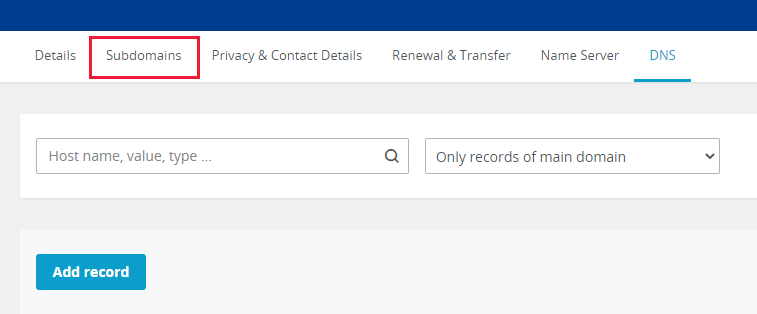 Details Subdomains Privacy & Contact Details Renewal & Transfer Name Server DNS
Host name, value, type ... Only records of main domain
Add record